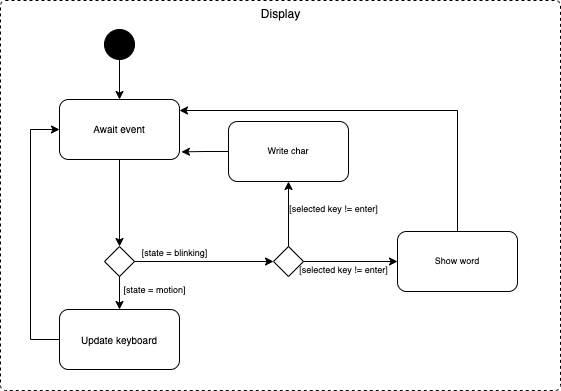 Display
Await event
Write char
[selected key != enter]
[state = blinking]
[selected key != enter]
Show word
[state = motion]
Update keyboard